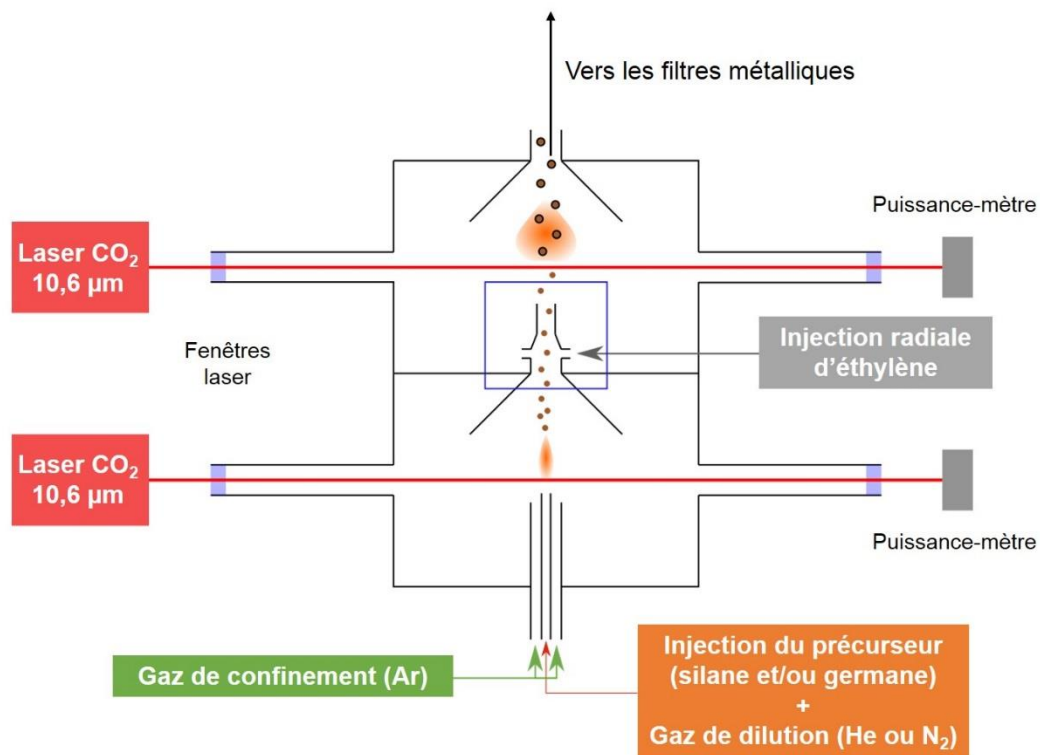 Vers les filtres métalliques
Puissance-mètre
Laser CO₂
10,6 µm
Fenêtres
laser
Injection radiale
d'éthylène
Laser CO₂
10,6 µm
Puissance-mètre
Gaz de confinement (Ar)
Injection du précurseur
(silane et/ou germane)
+
Gaz de dilution (He ou N₂)